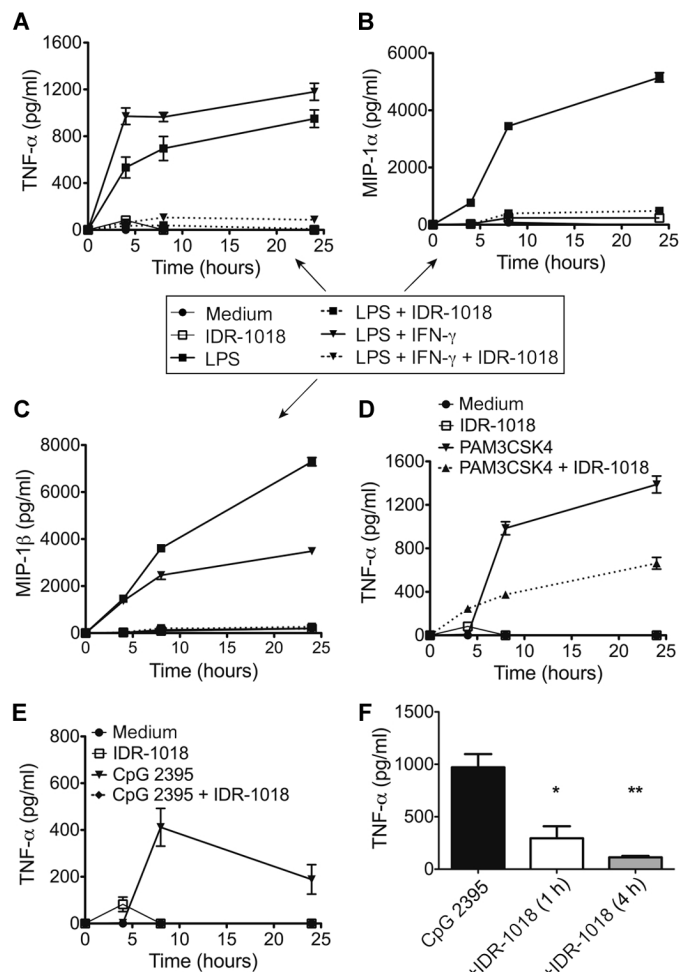 A
TNF-α (pg/ml)
1600
1200
800
400
0
0 5 10 15 20 25
Time (hours)
B
MIP-1α (pg/ml)
6000
4000
2000
0
0 5 10 15 20 25
Time (hours)
Medium
IDR-1018
LPS
LPS + IDR-1018
LPS + IFN-γ
LPS + IFN-γ + IDR-1018
C
MIP-1β (pg/ml)
8000
6000
4000
2000
0
0 5 10 15 20 25
Time (hours)
D
Medium
IDR-1018
PAM3CSK4
PAM3CSK4 + IDR-1018
TNF-α (pg/ml)
1600
1200
800
400
0
0 5 10 15 20 25
Time (hours)
E
Medium
IDR-1018
CpG 2395
CpG 2395 + IDR-1018
TNF-α (pg/ml)
800
600
400
200
0
0 5 10 15 20 25
Time (hours)
F
TNF-α (pg/ml)
1500
1000
500
0
*
**
CpG 2395
+IDR-1018 (1 h)
+IDR-1018 (4 h)